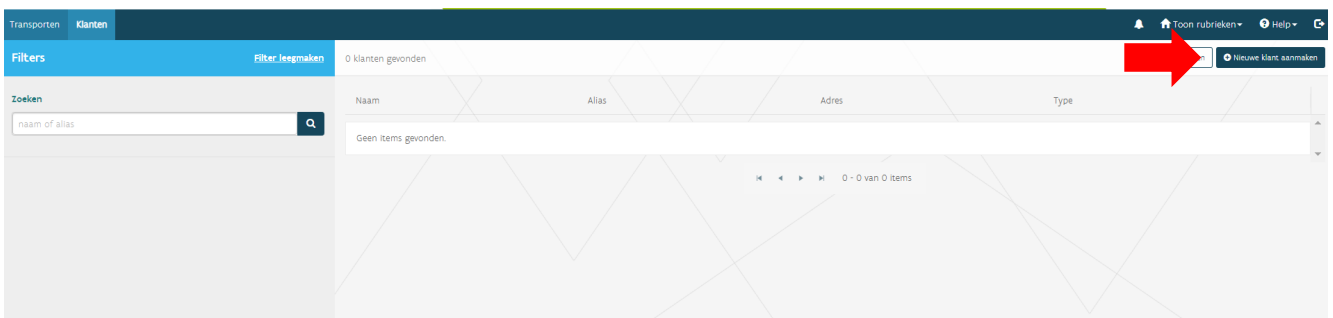 Transporten Klanten Toon rubrieken Help
Filters Filter leegmaken 0 klanten gevonden Nieuwe klant aanmaken
Zoeken
naam of alias
Naam Alias Adres Type
Geen items gevonden.
0 - 0 van 0 items